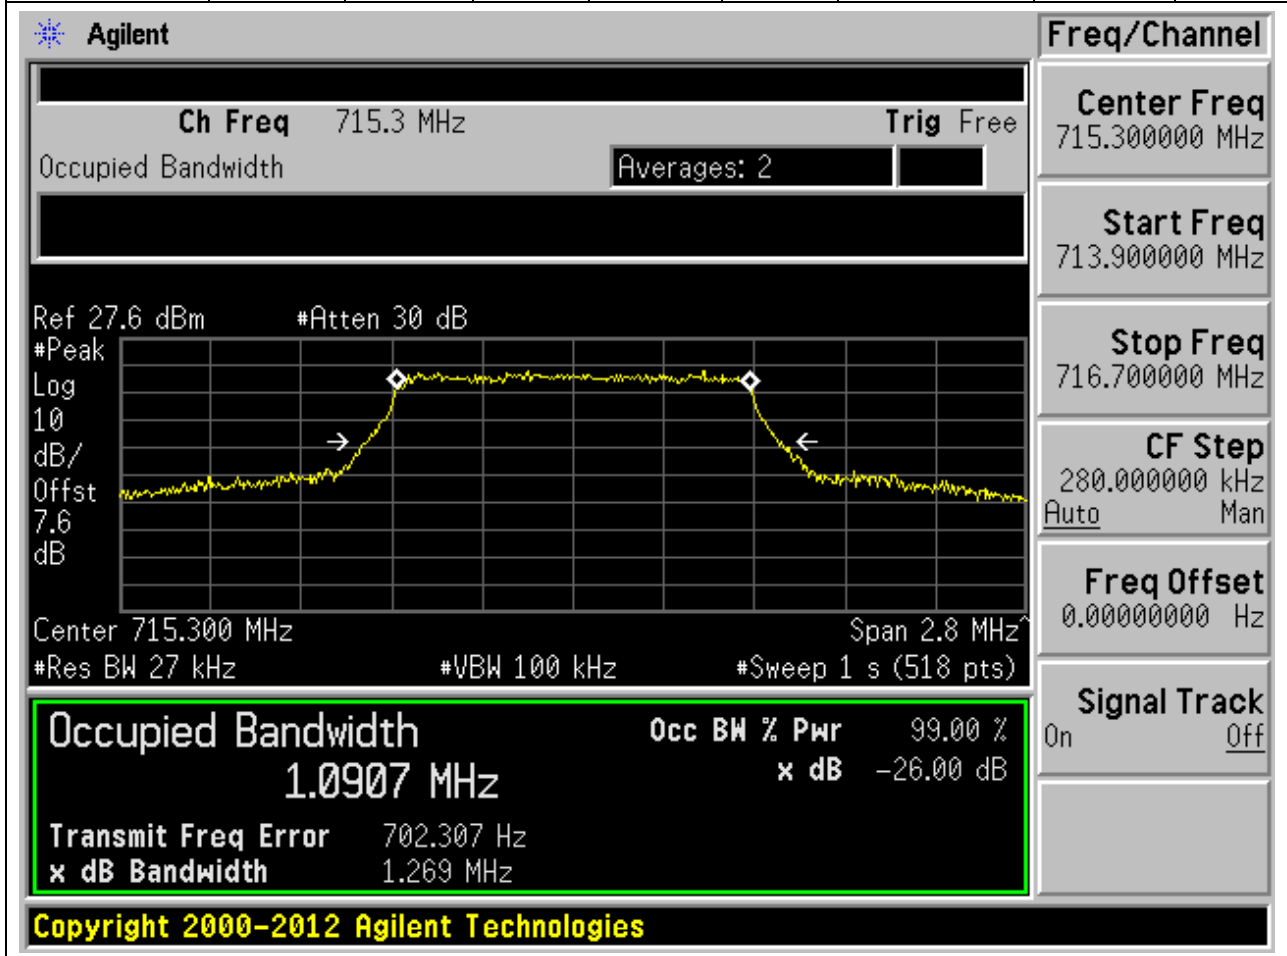 Agilent
Freq/Channel
Ch Freq 715.3 MHz Trig Free
Occupied Bandwidth Averages: 2
Center Freq
715.300000 MHz
Start Freq
713.900000 MHz
Stop Freq
716.700000 MHz
CF Step
280.000000 kHz
Auto Man
Freq Offset
0.00000000 Hz
Signal Track
On Off
Ref 27.6 dBm #Atten 30 dB
#Peak
Log
10
dB/
Offst
7.6
dB
Center 715.300 MHz Span 2.8 MHz^
#Res BW 27 kHz #VBW 100 kHz #Sweep 1 s (518 pts)
Occupied Bandwidth Occ BW % Pwr 99.00 %
1.0907 MHz x dB -26.00 dB
Transmit Freq Error 702.307 Hz
x dB Bandwidth 1.269 MHz
Copyright 2000-2012 Agilent Technologies